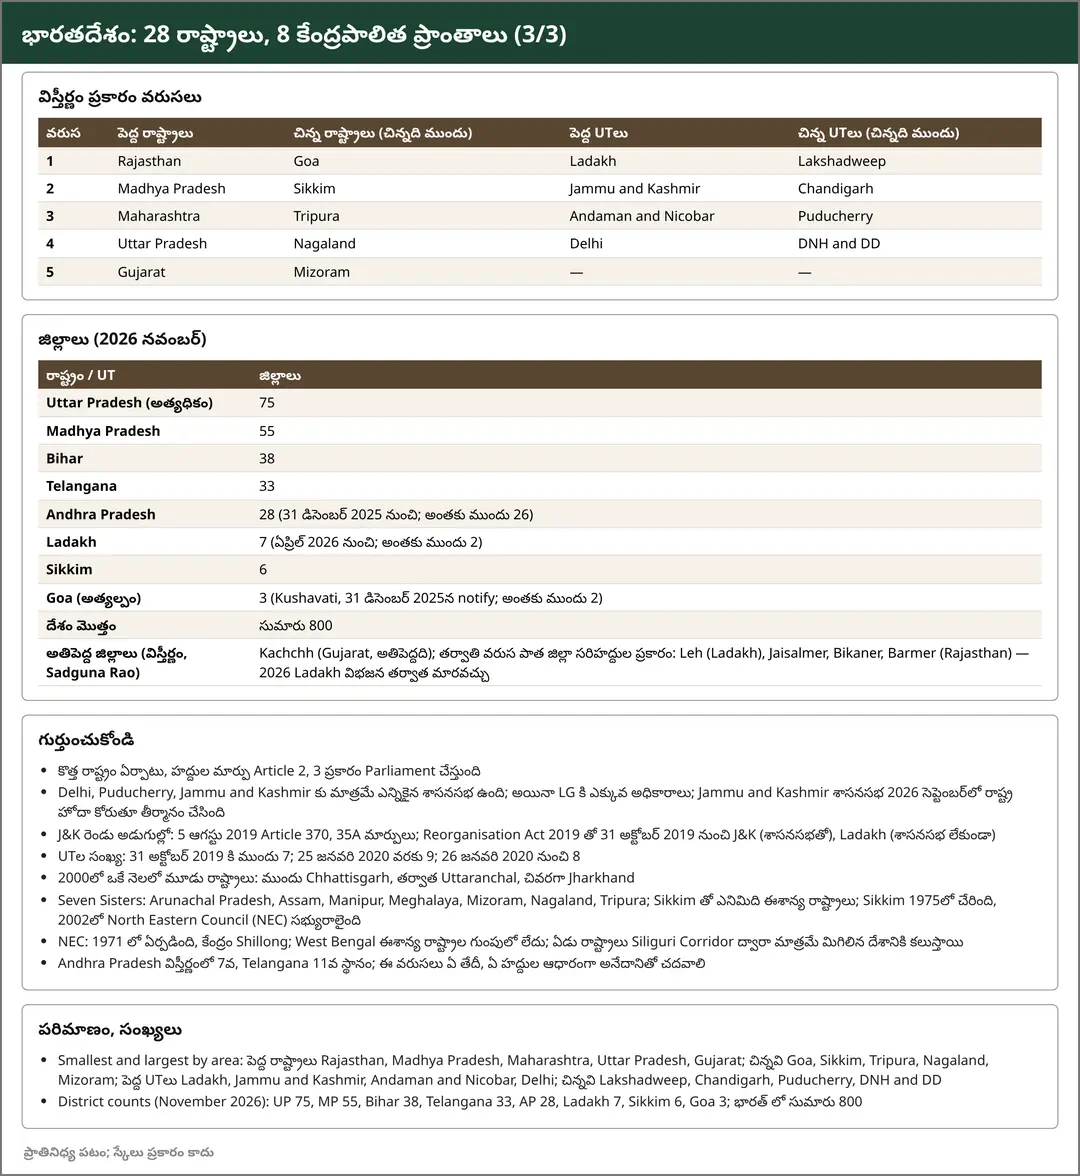 భారతదేశం: 28 రాష్ట్రాలు, 8 కేంద్రపాలిత ప్రాంతాలు (3/3)
విస్తీర్ణం ప్రకారం వరుసలు
వరుస పెద్ద రాష్ట్రాలు చిన్న రాష్ట్రాలు (చిన్నది ముందు) పెద్ద UTలు చిన్న UTలు (చిన్నది ముందు)
1 Rajasthan Goa Ladakh Lakshadweep
2 Madhya Pradesh Sikkim Jammu and Kashmir Chandigarh
3 Maharashtra Tripura Andaman and Nicobar Puducherry
4 Uttar Pradesh Nagaland Delhi DNH and DD
5 Gujarat Mizoram — —
జిల్లాలు (2026 నవంబర్)
రాష్ట్రం / UT జిల్లాలు
Uttar Pradesh (అత్యధికం) 75
Madhya Pradesh 55
Bihar 38
Telangana 33
Andhra Pradesh 28 (31 డిసెంబర్ 2025 నుంచి; అంతకు ముందు 26)
Ladakh 7 (ఏప్రిల్ 2026 నుంచి; అంతకు ముందు 2)
Sikkim 6
Goa (అత్యల్పం) 3 (Kushavati, 31 డిసెంబర్ 2025న notify; అంతకు ముందు 2)
దేశం మొత్తం సుమారు 800
అతిపెద్ద జిల్లాలు (విస్తీర్ణం, Kachchh (Gujarat, అతిపెద్దది); తర్వాతి వరుస పాత జిల్లా సరిహద్దుల ప్రకారం: Leh (Ladakh), Jaisalmer, Bikaner, Barmer (Rajasthan) —
Sadguna Rao) 2026 Ladakh విభజన తర్వాత మారవచ్చు
గుర్తుంచుకోండి
• కొత్త రాష్ట్రం ఏర్పాటు, హద్దుల మార్పు Article 2, 3 ప్రకారం Parliament చేస్తుంది
• Delhi, Puducherry, Jammu and Kashmir కు మాత్రమే ఎన్నికైన శాసనసభ ఉంది; అయినా LG కి ఎక్కువ అధికారాలు; Jammu and Kashmir శాసనసభ 2026 సెప్టెంబర్‌లో రాష్ట్ర
హోదా కోరుతూ తీర్మానం చేసింది
• J&K రెండు అడుగుల్లో: 5 ఆగస్టు 2019 Article 370, 35A మార్పులు; Reorganisation Act 2019 తో 31 అక్టోబర్ 2019 నుంచి J&K (శాసనసభతో), Ladakh (శాసనసభ లేకుండా)
• UTల సంఖ్య: 31 అక్టోబర్ 2019 కి ముందు 7; 25 జనవరి 2020 వరకు 9; 26 జనవరి 2020 నుంచి 8
• 2000లో ఒకే నెలలో మూడు రాష్ట్రాలు: ముందు Chhattisgarh, తర్వాత Uttaranchal, చివరగా Jharkhand
• Seven Sisters: Arunachal Pradesh, Assam, Manipur, Meghalaya, Mizoram, Nagaland, Tripura; Sikkim తో ఎనిమిది ఈశాన్య రాష్ట్రాలు; Sikkim 1975లో చేరింది,
2002లో North Eastern Council (NEC) సభ్యురాలైంది
• NEC: 1971 లో ఏర్పడింది, కేంద్రం Shillong; West Bengal ఈశాన్య రాష్ట్రాల గుంపులో లేదు; ఏడు రాష్ట్రాలు Siliguri Corridor ద్వారా మాత్రమే మిగిలిన దేశానికి కలుస్తాయి
• Andhra Pradesh విస్తీర్ణంలో 7వ, Telangana 11వ స్థానం; ఈ వరుసలు ఏ తేదీ, ఏ హద్దుల ఆధారంగా అనేదానితో చదవాలి
పరిమాణం, సంఖ్యలు
• Smallest and largest by area: పెద్ద రాష్ట్రాలు Rajasthan, Madhya Pradesh, Maharashtra, Uttar Pradesh, Gujarat; చిన్నవి Goa, Sikkim, Tripura, Nagaland,
Mizoram; పెద్ద UTలు Ladakh, Jammu and Kashmir, Andaman and Nicobar, Delhi; చిన్నవి Lakshadweep, Chandigarh, Puducherry, DNH and DD
• District counts (November 2026): UP 75, MP 55, Bihar 38, Telangana 33, AP 28, Ladakh 7, Sikkim 6, Goa 3; భారత్ లో సుమారు 800
ప్రాతినిధ్య పటం; స్కేలు ప్రకారం కాదు